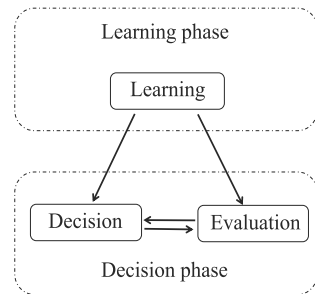 Learning phase
Learning
Decision
Evaluation
Decision phase